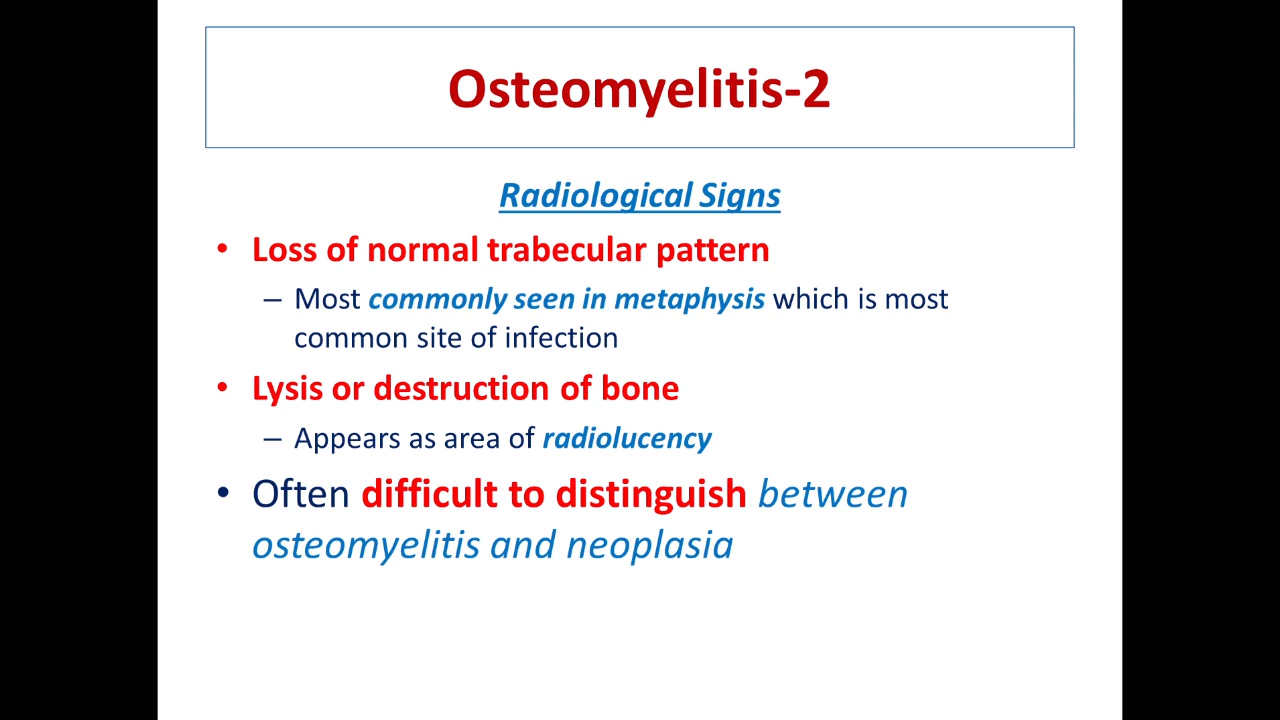 Osteomyelitis-2
Radiological Signs
• Loss of normal trabecular pattern
– Most commonly seen in metaphysis which is most
common site of infection
• Lysis or destruction of bone
– Appears as area of radiolucency
• Often difficult to distinguish between
osteomyelitis and neoplasia